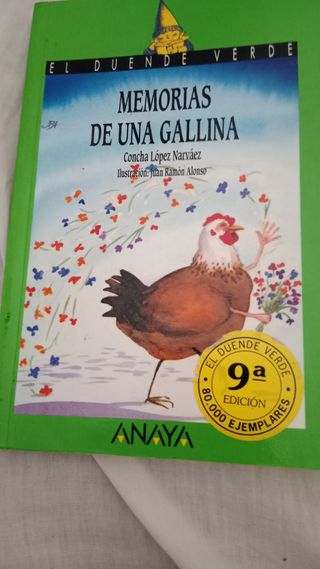 EL DUENDE VERDE
MEMORIAS
DE UNA GALLINA
Concha López Narváez
Ilustración: Juan Ramón Alonso
EL DUENDE VERDE
9ª
EDICIÓN
80.000 EJEMPLARES
ANAYA